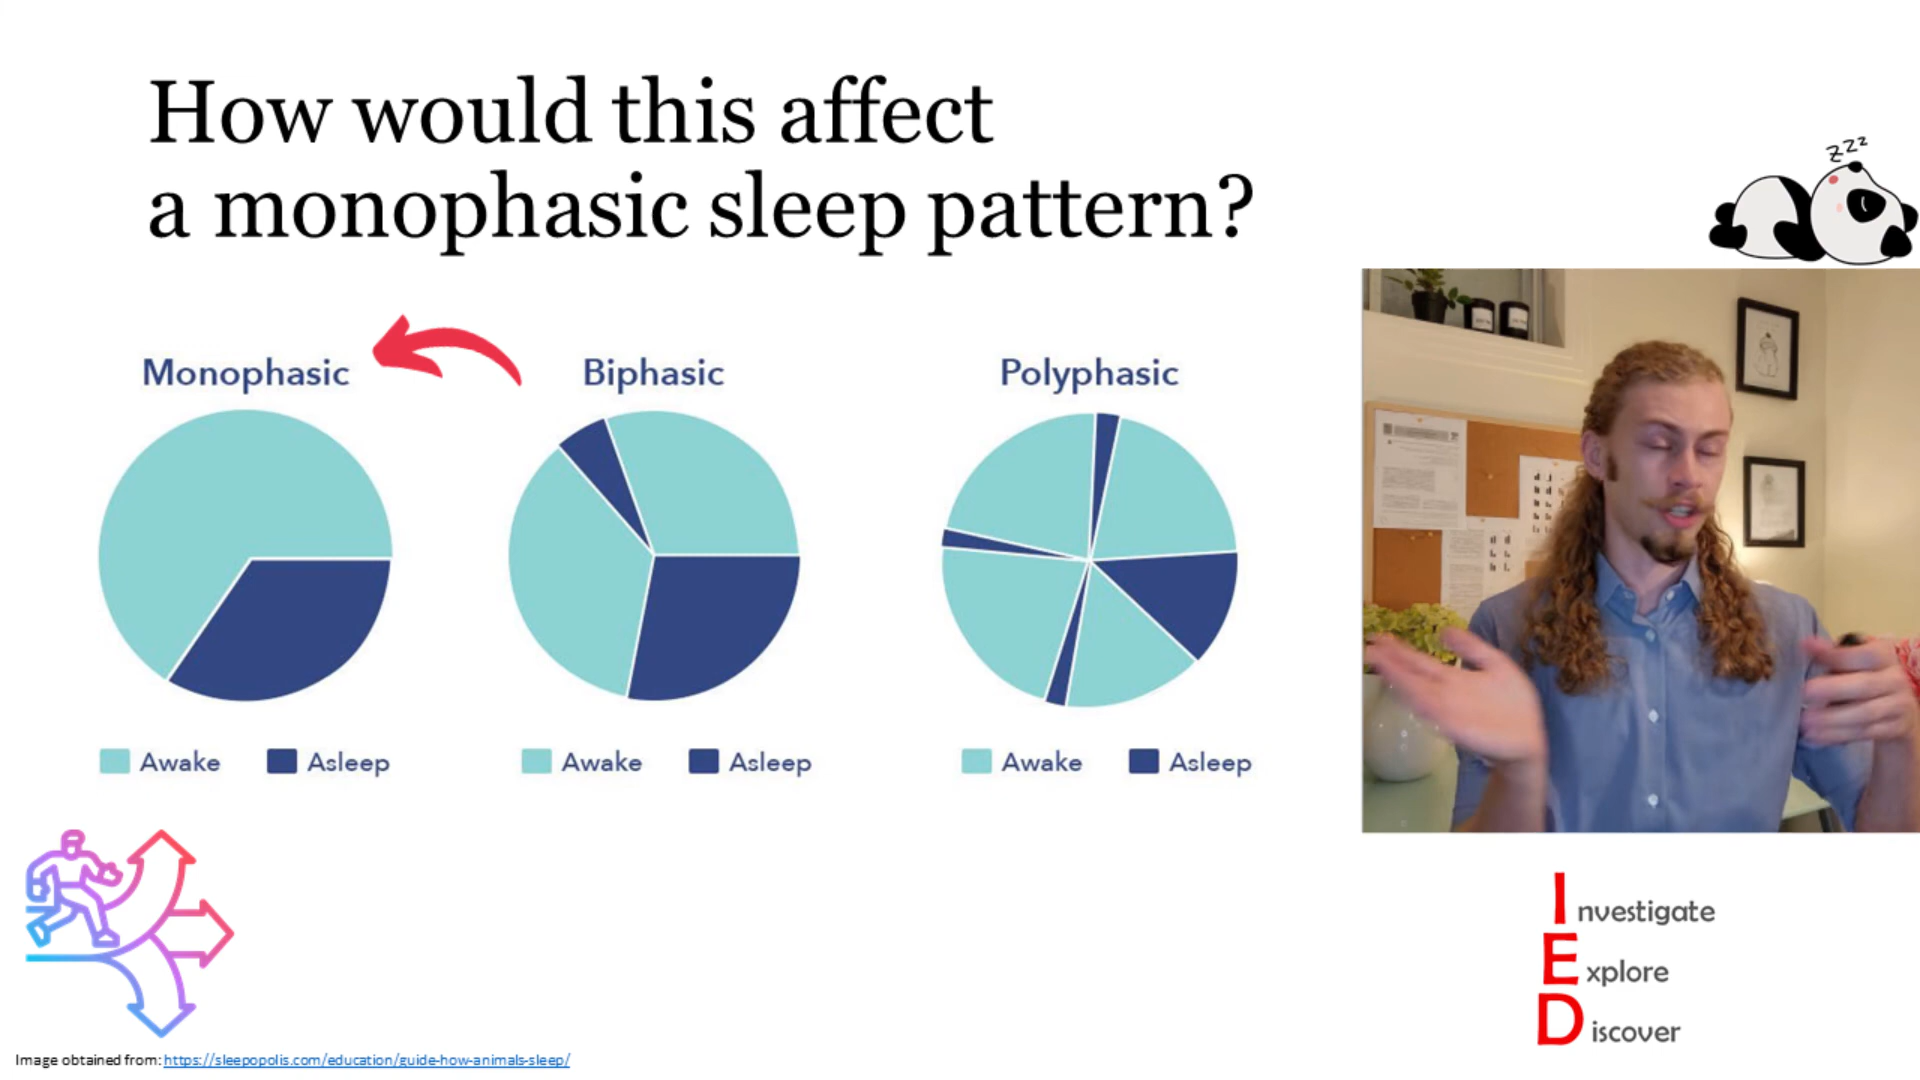 How would this affect
a monophasic sleep pattern?
zzz
Monophasic
Biphasic
Polyphasic
Awake
Asleep
Awake
Asleep
Awake
Asleep
Investigate
Explore
Discover
Image obtained from: https://sleepopolis.com/education/guide-how-animals-sleep/